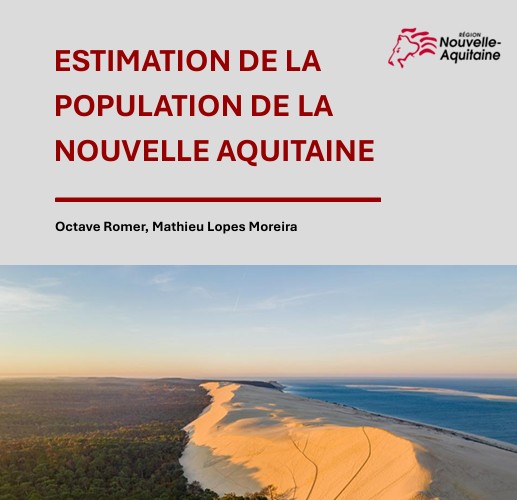 ESTIMATION DE LA
POPULATION DE LA
NOUVELLE AQUITAINE
RÉGION
Nouvelle-
Aquitaine
Octave Romer, Mathieu Lopes Moreira